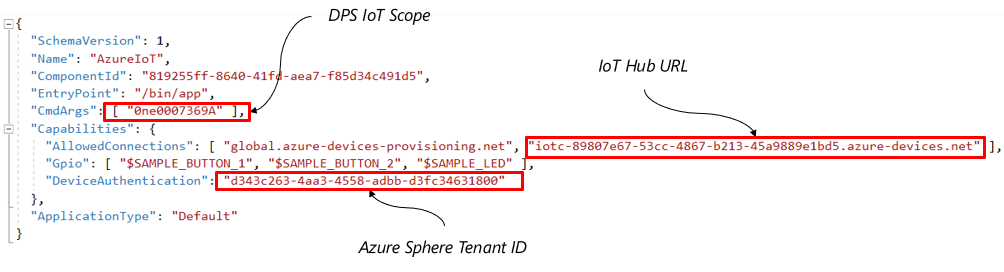 DPS IoT Scope
{
"SchemaVersion": 1,
"Name": "AzureIoT",
IoT Hub URL
"ComponentId": "819255ff-8640-41fd-aea7-f85d34c491d5",
"EntryPoint": "/bin/app",
"CmdArgs": [ "0ne0007369A" ],
"Capabilities": {
"AllowedConnections": [ "global.azure-devices-provisioning.net", "iotc-89807e67-53cc-4867-b213-45a9889e1bd5.azure-devices.net" ],
"Gpio": [ "$SAMPLE_BUTTON_1", "$SAMPLE_BUTTON_2", "$SAMPLE_LED" ],
"DeviceAuthentication": "d343c263-4aa3-4558-adbb-d3fc34631800"
},
"ApplicationType": "Default"
}
Azure Sphere Tenant ID